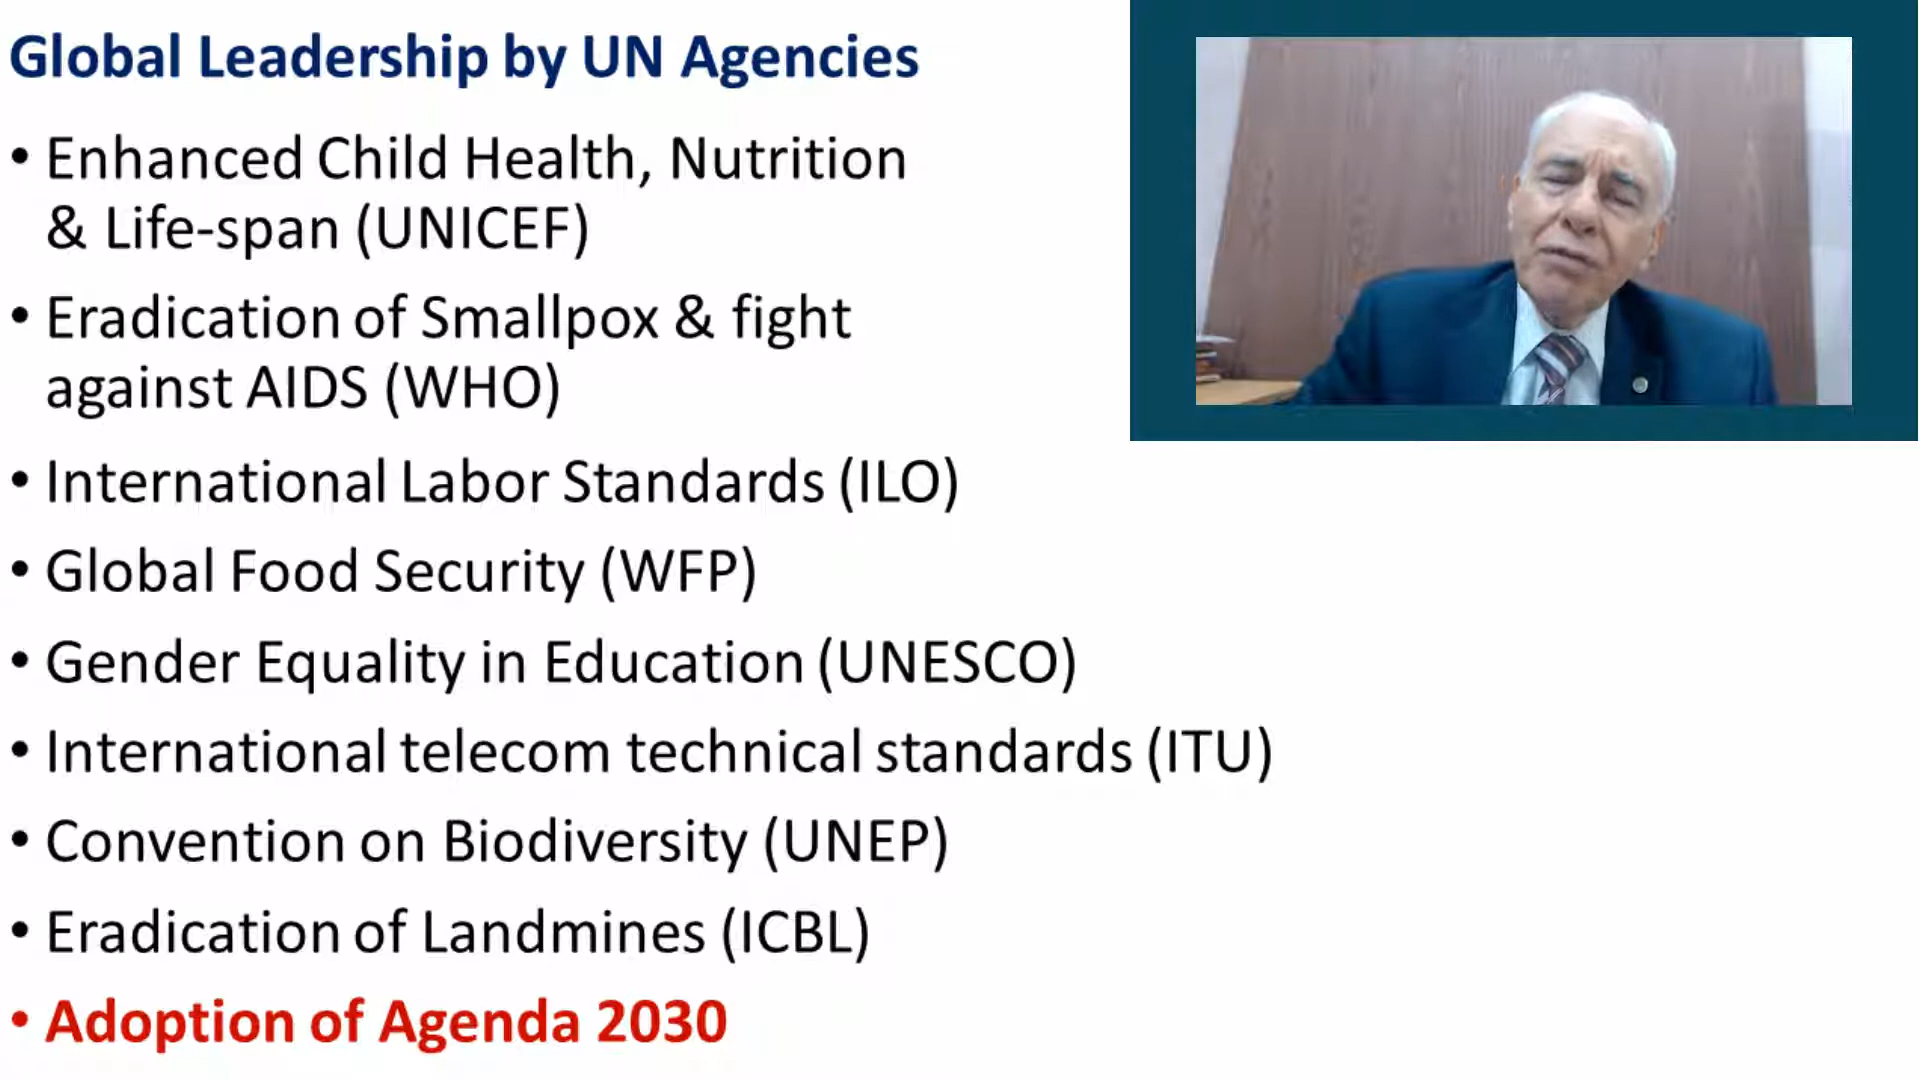 Global Leadership by UN Agencies
• Enhanced Child Health, Nutrition
& Life-span (UNICEF)
• Eradication of Smallpox & fight
against AIDS (WHO)
• International Labor Standards (ILO)
• Global Food Security (WFP)
• Gender Equality in Education (UNESCO)
• International telecom technical standards (ITU)
• Convention on Biodiversity (UNEP)
• Eradication of Landmines (ICBL)
• Adoption of Agenda 2030